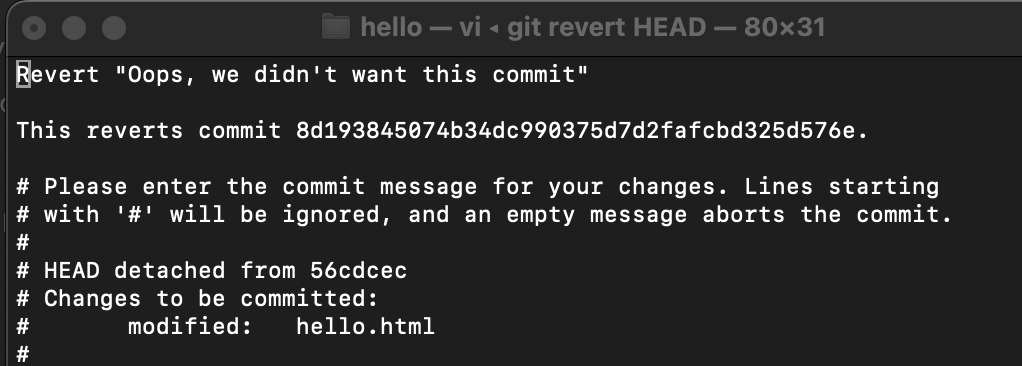 hello — vi ◂ git revert HEAD — 80×31
Revert "Oops, we didn't want this commit"
This reverts commit 8d193845074b34dc990375d7d2fafcbd325d576e.
# Please enter the commit message for your changes. Lines starting
# with '#' will be ignored, and an empty message aborts the commit.
#
# HEAD detached from 56cdcec
# Changes to be committed:
#       modified:   hello.html
#